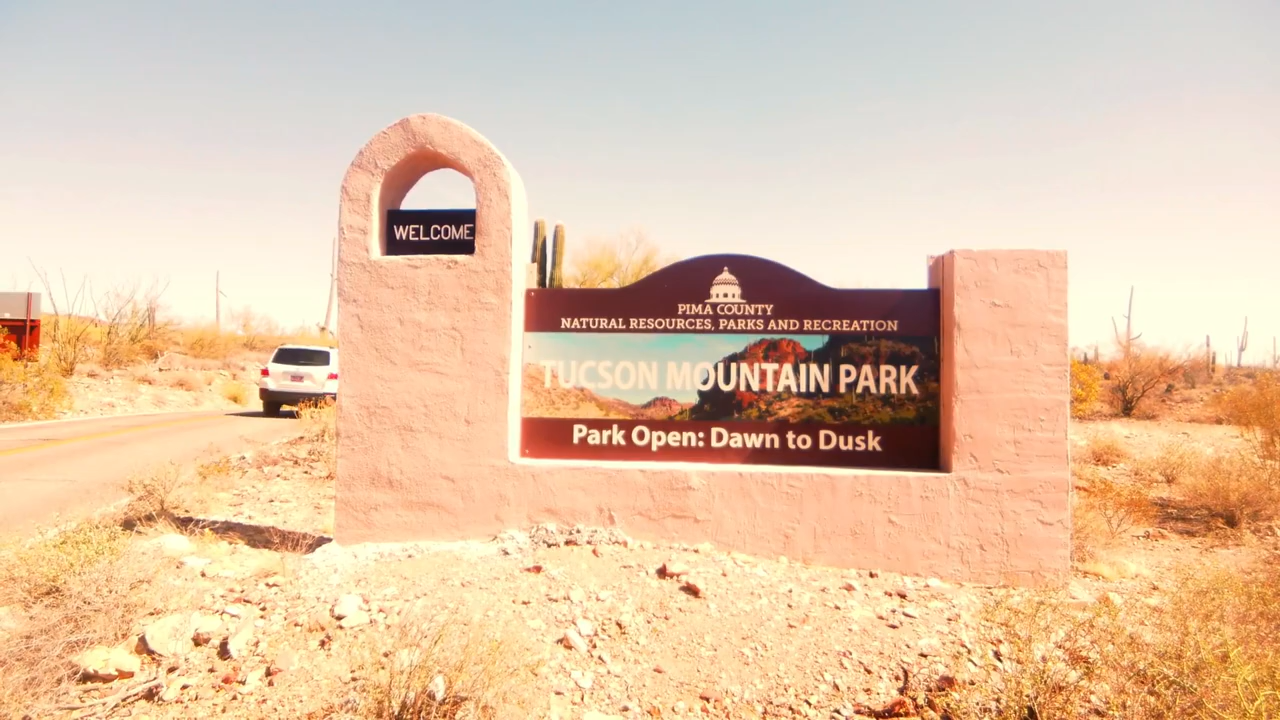 WELCOME
PIMA COUNTY
NATURAL RESOURCES, PARKS AND RECREATION
TUCSON MOUNTAIN PARK
Park Open: Dawn to Dusk